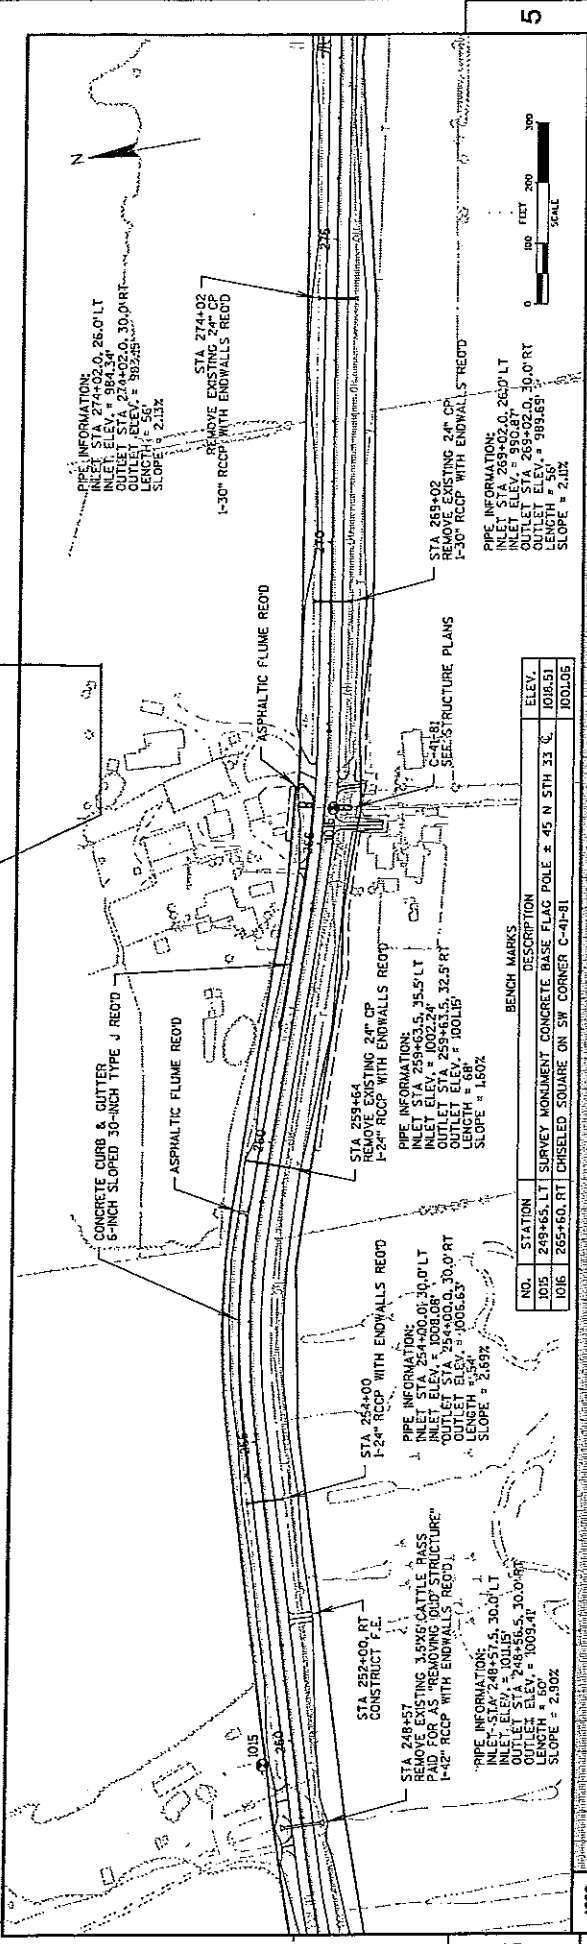 5
N
PIPE INFORMATION:
INLET STA 274+02.0, 26.0' LT
INLET ELEV. = 984.34'
OUTLET STA 274+02.0, 30.0' RT
OUTLET ELEV. = 983.15'
LENGTH = 56'
SLOPE = 2.13%
STA 274+02
REMOVE EXISTING 24" CP
1-30" RCCP WITH ENDWALLS REQ'D
276
0 100 200 300
FEET
SCALE
270
STA 269+02
REMOVE EXISTING 24" CP
1-30" RCCP WITH ENDWALLS REQ'D
PIPE INFORMATION:
INLET STA 269+02.0, 26.0' LT
INLET ELEV. = 990.87'
OUTLET STA 269+02.0, 30.0' RT
OUTLET ELEV. = 989.69'
LENGTH = 56'
SLOPE = 2.11%
ASPHALTIC FLUME REQ'D
C-41-81
SEE STRUCTURE PLANS
1016
CONCRETE CURB & GUTTER
6-INCH SLOPED 30-INCH TYPE J REQ'D
ASPHALTIC FLUME REQ'D
260
STA 259+64
REMOVE EXISTING 24" CP
1-24" RCCP WITH ENDWALLS REQ'D
PIPE INFORMATION:
INLET STA 259+63.5, 35.5' LT
INLET ELEV. = 1002.24'
OUTLET STA 259+63.5, 32.5' RT
OUTLET ELEV. = 1001.15'
LENGTH = 68'
SLOPE = 1.60%
STA 254+00
1-24" RCCP WITH ENDWALLS REQ'D
PIPE INFORMATION:
INLET STA 254+00.0, 30.0' LT
INLET ELEV. = 1008.08'
OUTLET STA 254+00.0, 30.0' RT
OUTLET ELEV. = 1006.63'
LENGTH = 54'
SLOPE = 2.69%
STA 252+00, RT
CONSTRUCT F.E.
1015
STA 248+57
REMOVE EXISTING 3.5'X6' CATTLE PASS
PAID FOR AS "REMOVING OLD STRUCTURE"
1-42" RCCP WITH ENDWALLS REQ'D
PIPE INFORMATION:
INLET STA 248+57.5, 30.0' LT
INLET ELEV. = 1011.15'
OUTLET STA 248+56.5, 30.0' RT
OUTLET ELEV. = 1009.41'
LENGTH = 60'
SLOPE = 2.90%
BENCH MARKS
NO. STATION DESCRIPTION ELEV.
1015 249+65, LT SURVEY MONUMENT CONCRETE BASE FLAG POLE ± 45 N STH 33 ℄ 1018.51
1016 265+60, RT CHISELED SQUARE ON SW CORNER C-41-81 1001.06